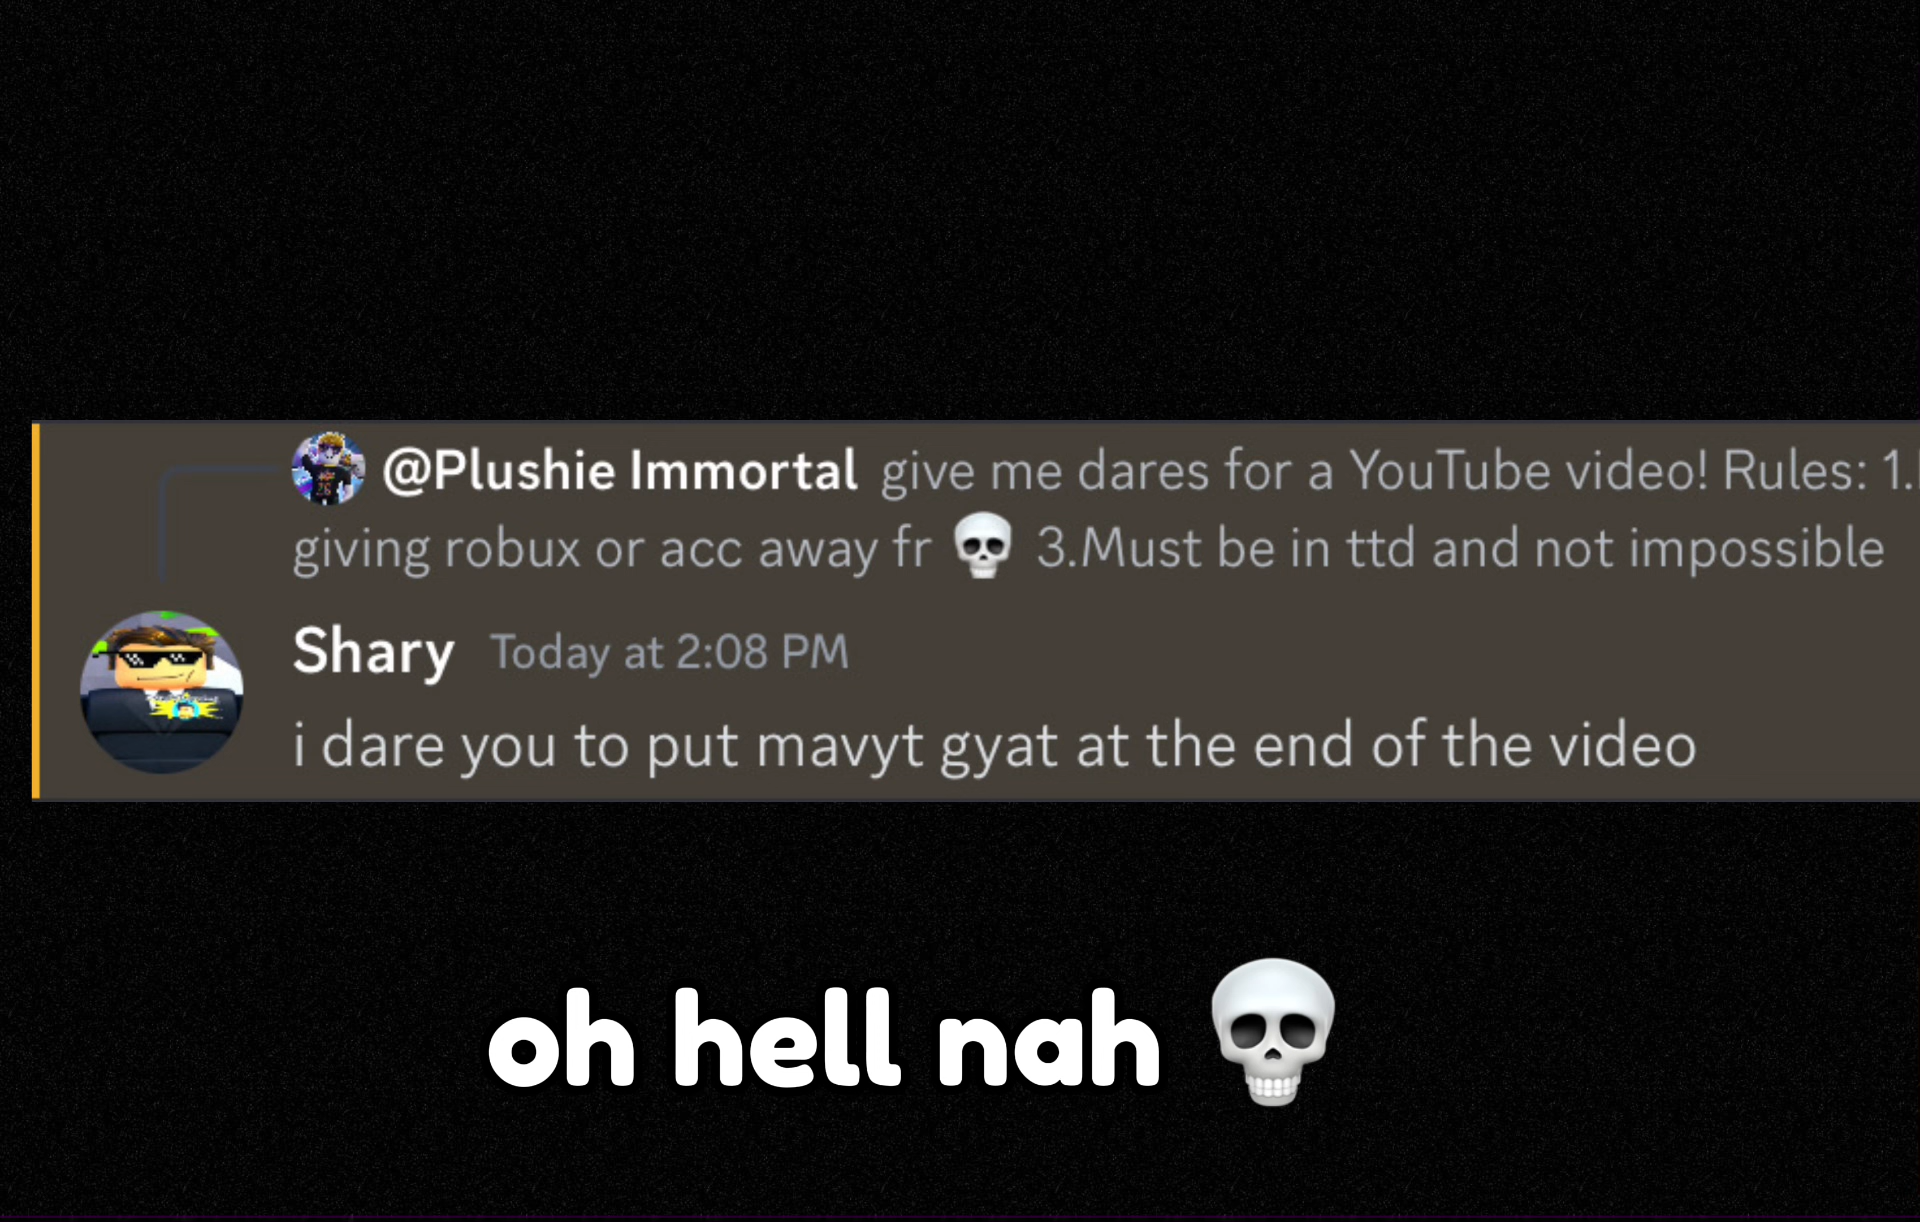 @Plushie Immortal give me dares for a YouTube video! Rules: 1.
giving robux or acc away fr 💀 3.Must be in ttd and not impossible
Shary Today at 2:08 PM
i dare you to put mavyt gyat at the end of the video
oh hell nah 💀